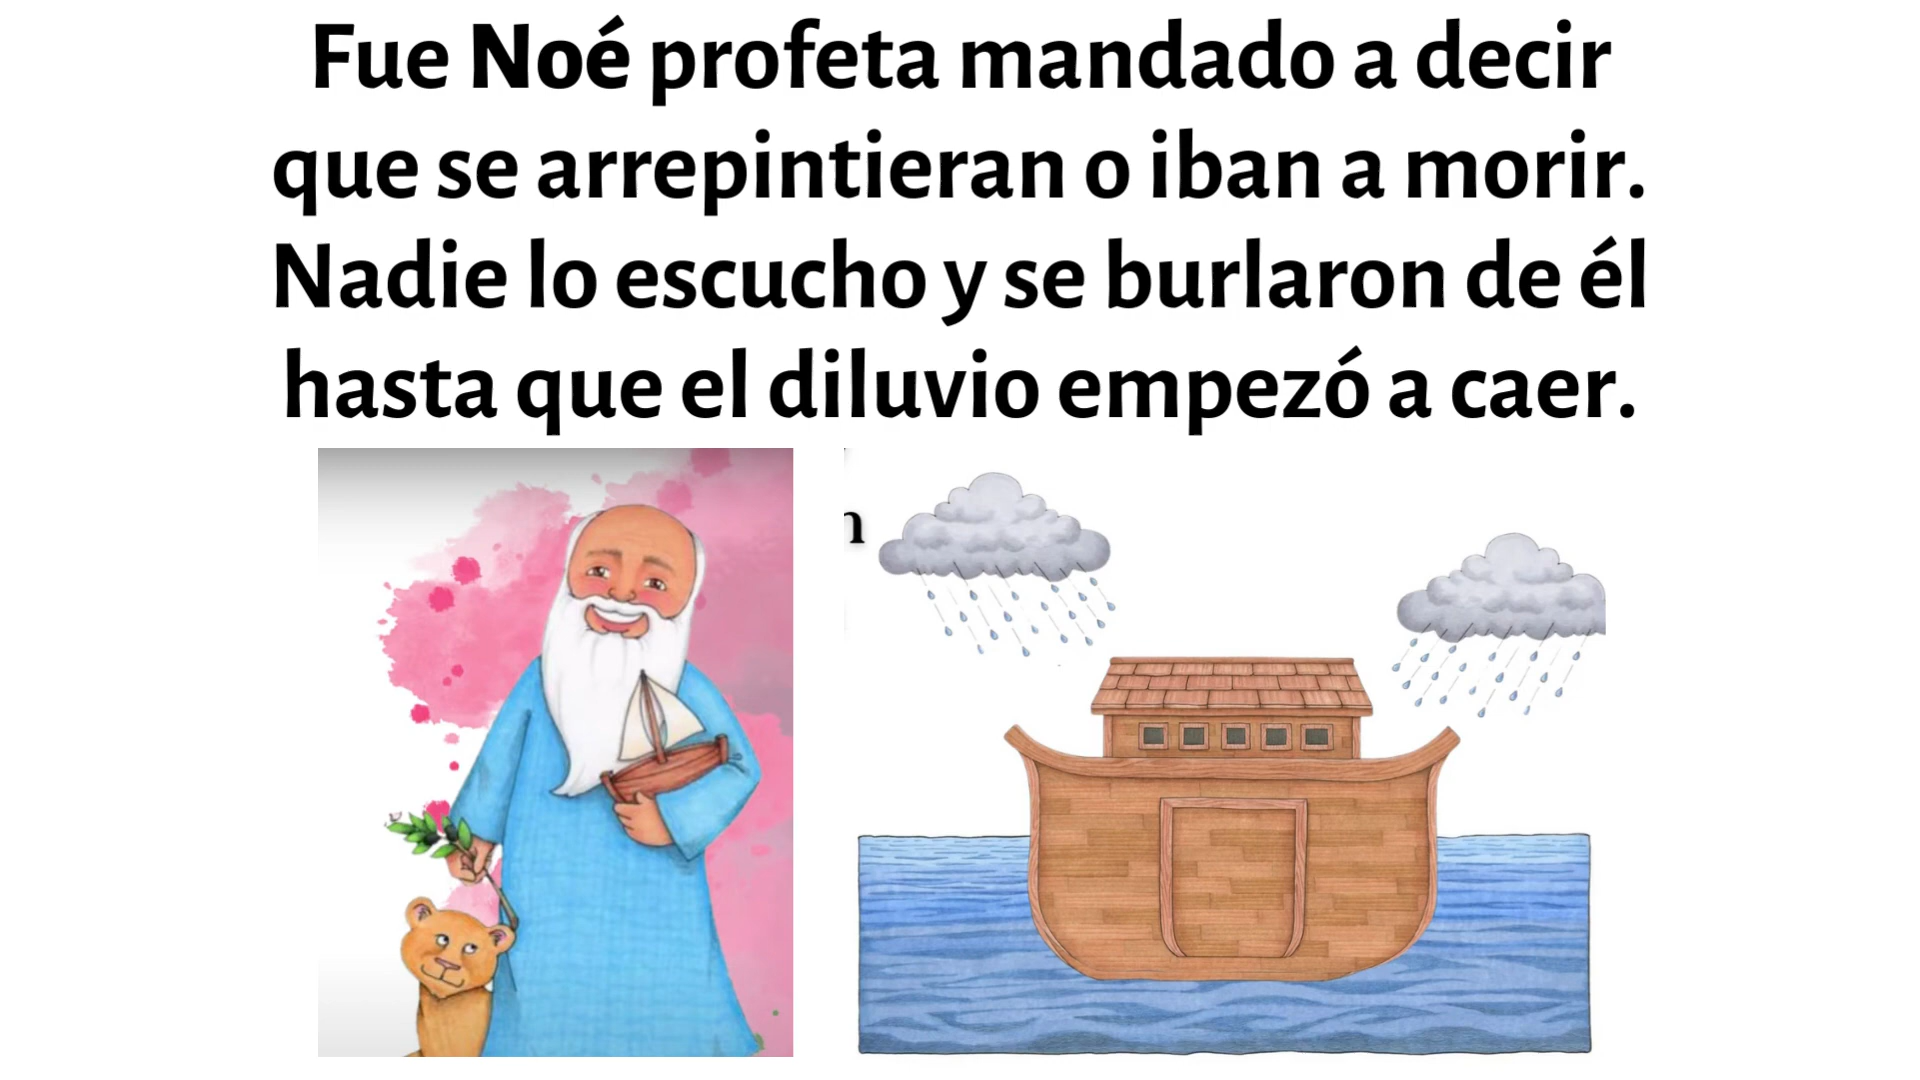 Fue Noé profeta mandado a decir
que se arrepintieran o iban a morir.
Nadie lo escucho y se burlaron de él
hasta que el diluvio empezó a caer.
n